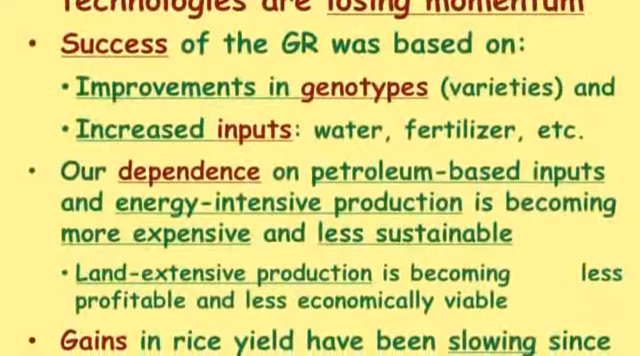 Technologies are losing momentum
• Success of the GR was based on:
• Improvements in genotypes (varieties) and
• Increased inputs: water, fertilizer, etc.
• Our dependence on petroleum-based inputs
and energy-intensive production is becoming
more expensive and less sustainable
• Land-extensive production is becoming less
profitable and less economically viable
• Gains in rice yield have been slowing since